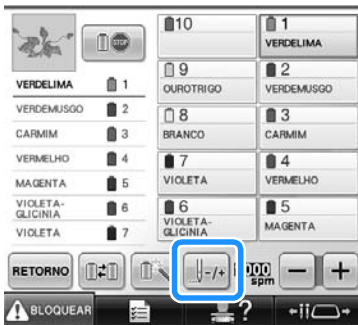 STOP
VERDELIMA 1
VERDEMUSGO 2
CARMIM 3
VERMELHO 4
MAGENTA 5
VIOLETA-
GLICINIA 6
VIOLETA 7
10
1
VERDELIMA
9
OUROTRIGO
2
VERDEMUSGO
8
BRANCO
3
CARMIM
7
VIOLETA
4
VERMELHO
6
VIOLETA-
GLICINIA
5
MAGENTA
RETORNO
-/+
spm
- +
BLOQUEAR
?